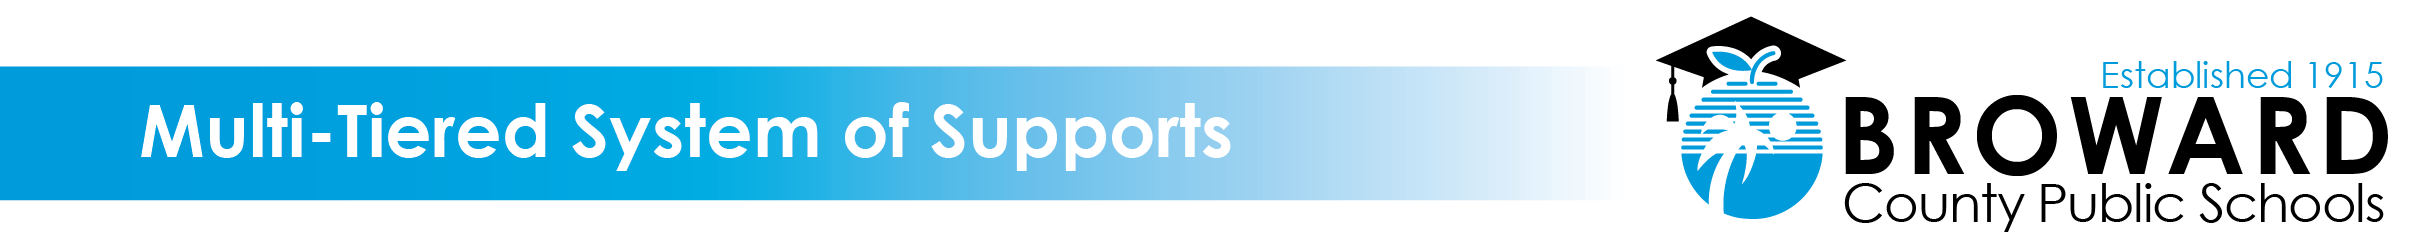 Multi-Tiered System of Supports
Established 1915
BROWARD
County Public Schools